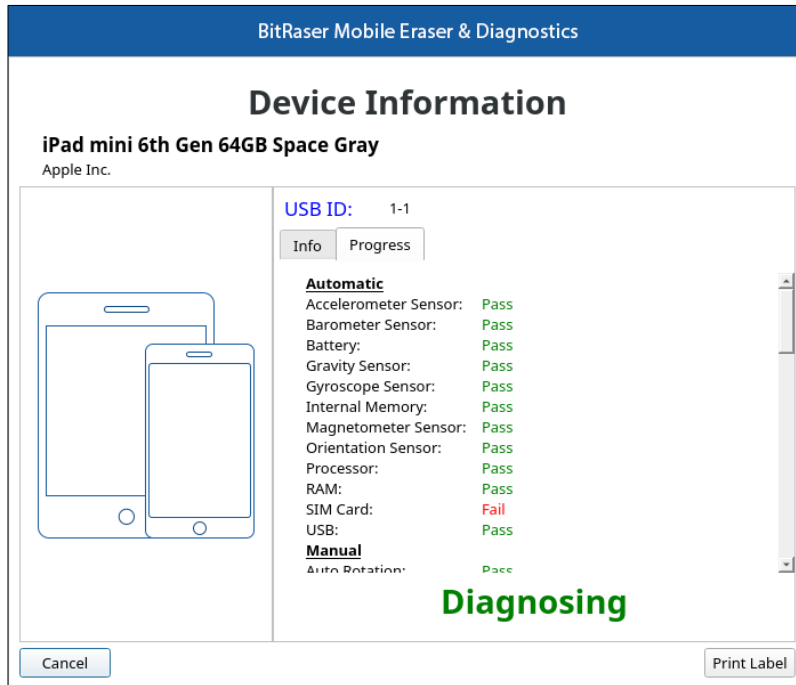 BitRaser Mobile Eraser & Diagnostics
Device Information
iPad mini 6th Gen 64GB Space Gray
Apple Inc.
USB ID: 1-1
Info Progress
Automatic
Accelerometer Sensor: Pass
Barometer Sensor: Pass
Battery: Pass
Gravity Sensor: Pass
Gyroscope Sensor: Pass
Internal Memory: Pass
Magnetometer Sensor: Pass
Orientation Sensor: Pass
Processor: Pass
RAM: Pass
SIM Card: Fail
USB: Pass
Manual
Auto Rotation: Pass
Diagnosing
Cancel Print Label